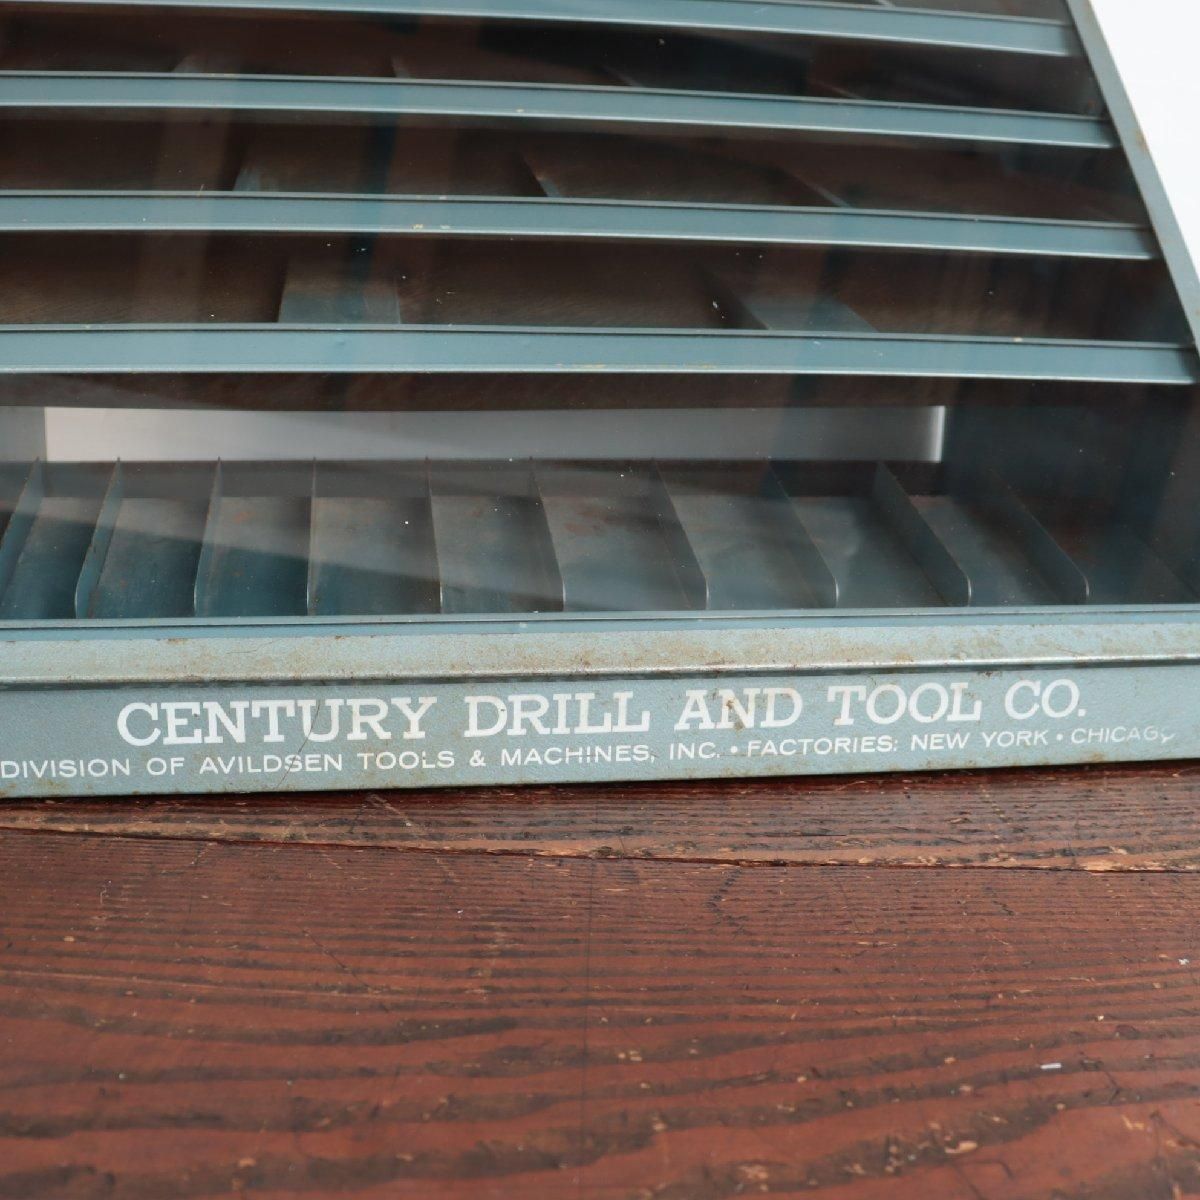 CENTURY DRILL AND TOOL CO.
DIVISION OF AVILDSEN TOOLS & MACHINES, INC. • FACTORIES: NEW YORK • CHICAGO